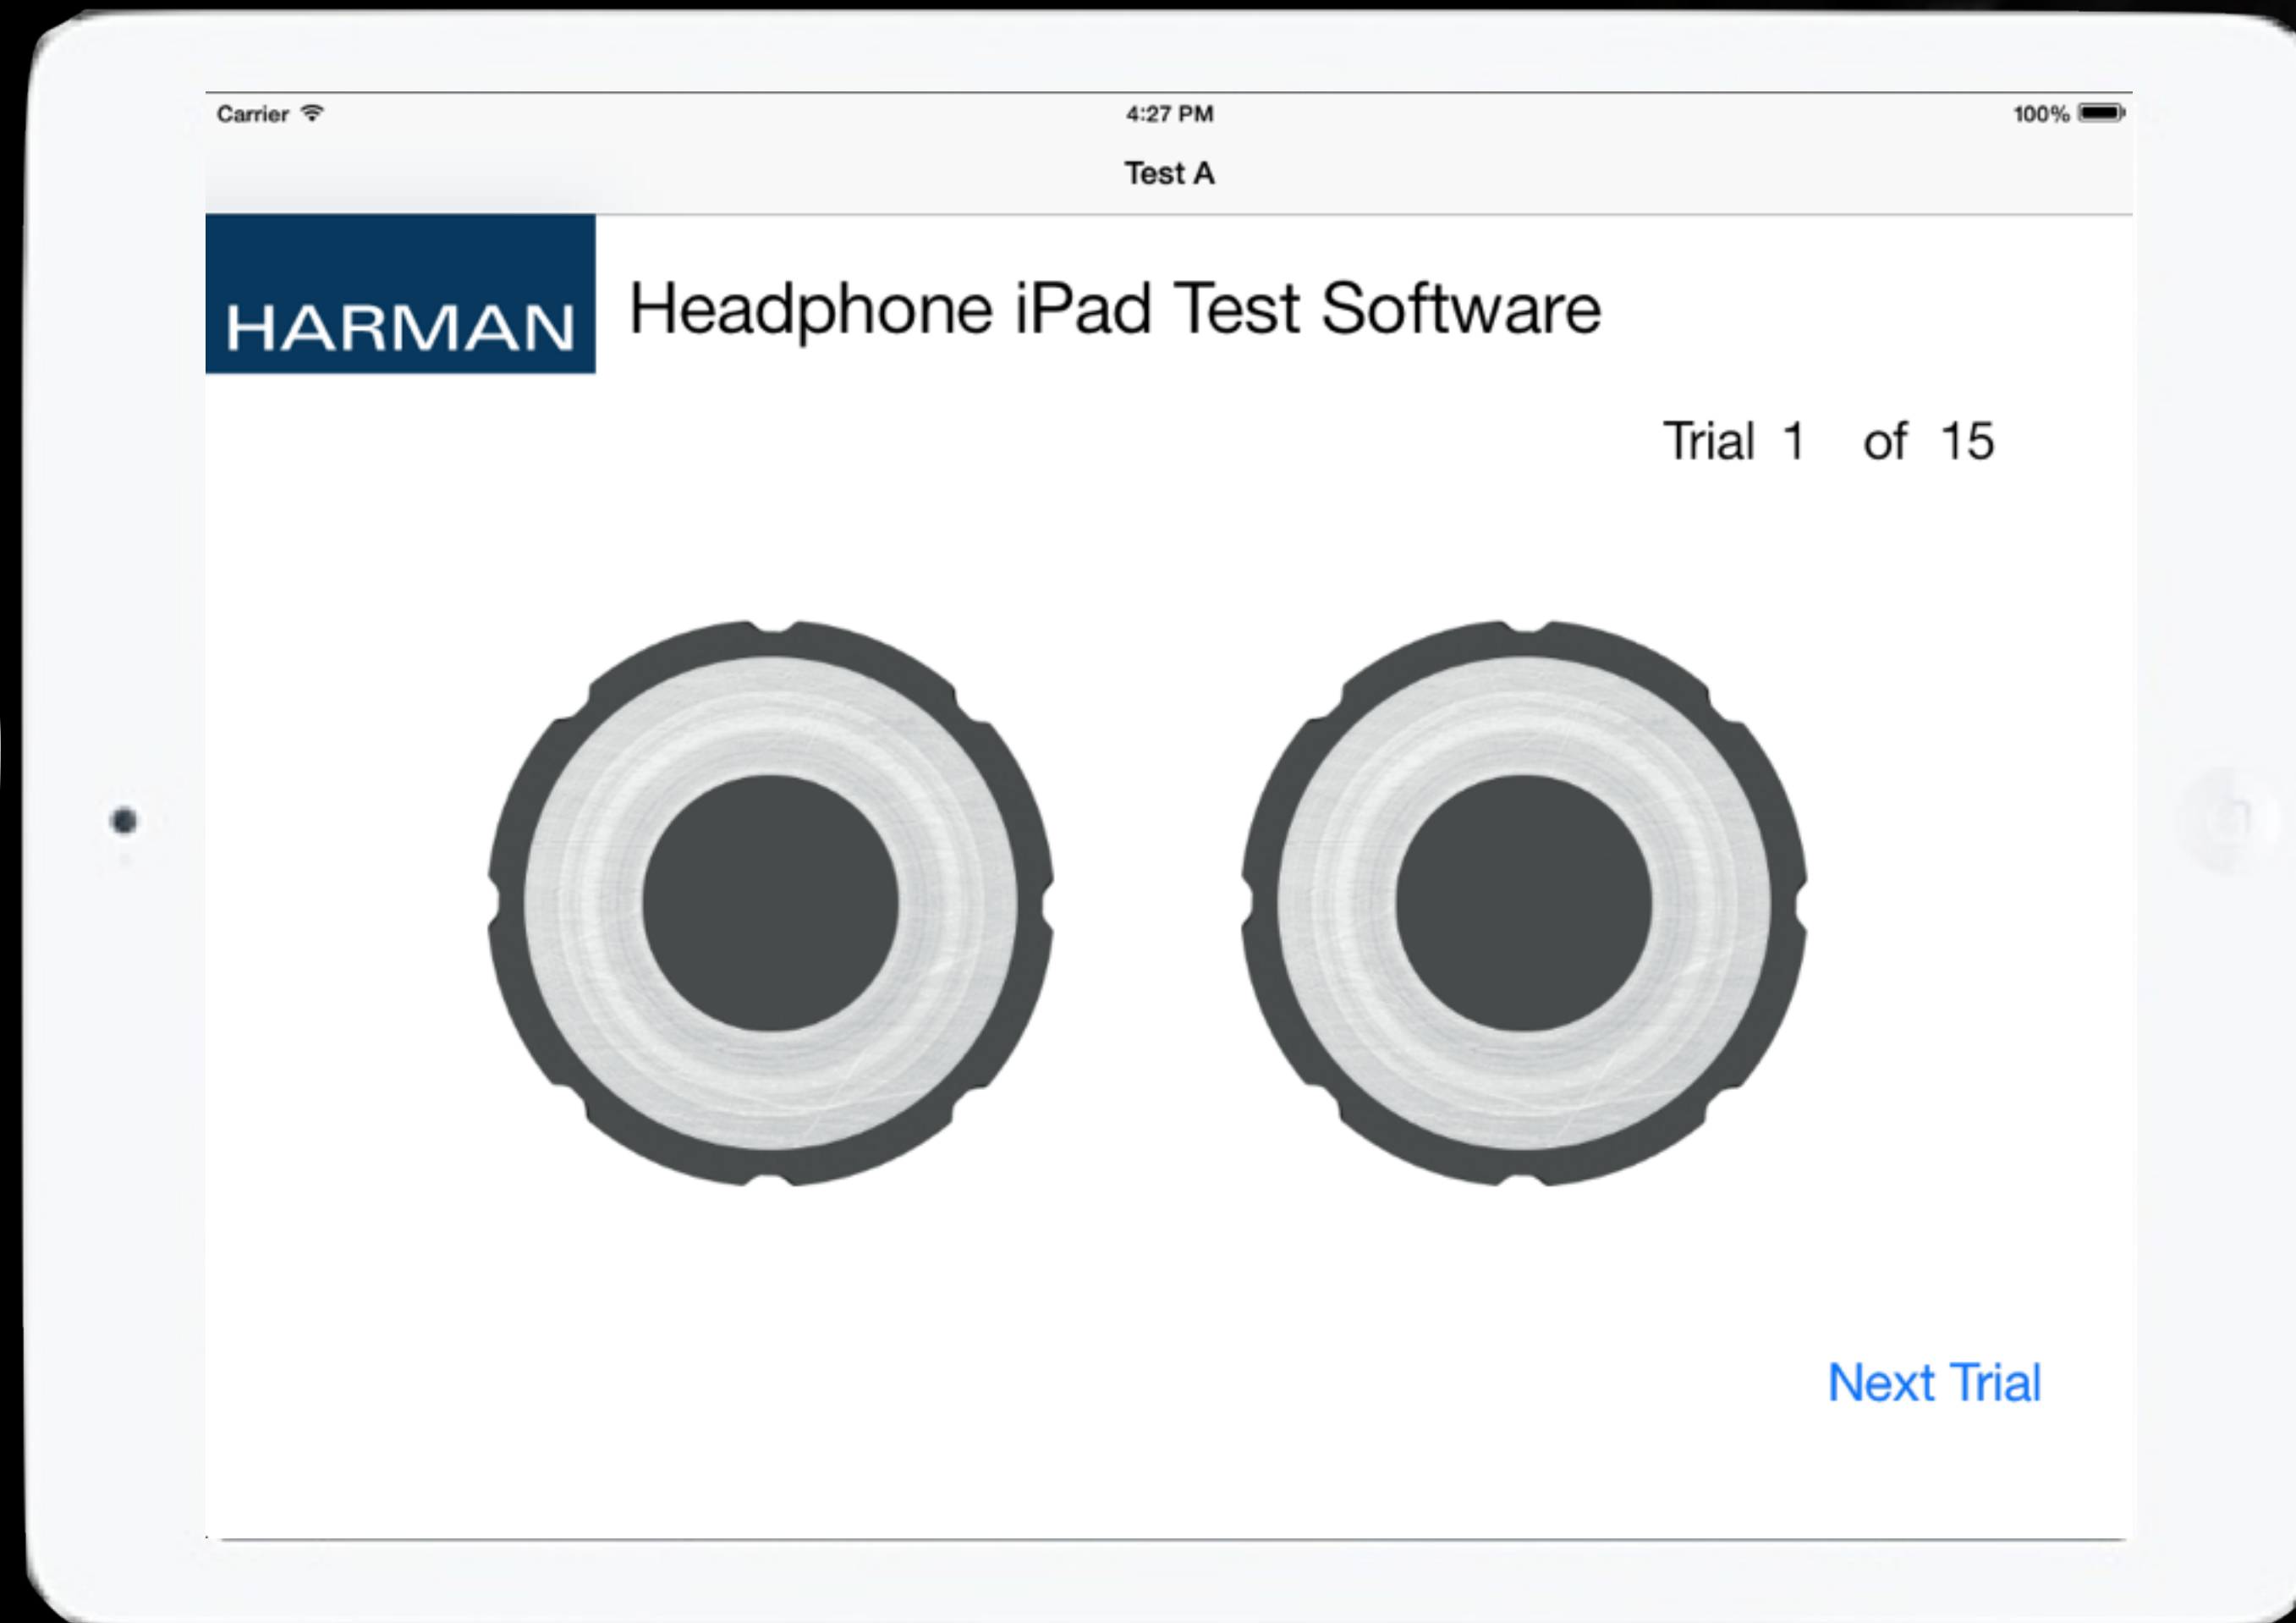 Carrier 4:27 PM 100%
Test A
HARMAN Headphone iPad Test Software
Trial 1 of 15
Next Trial